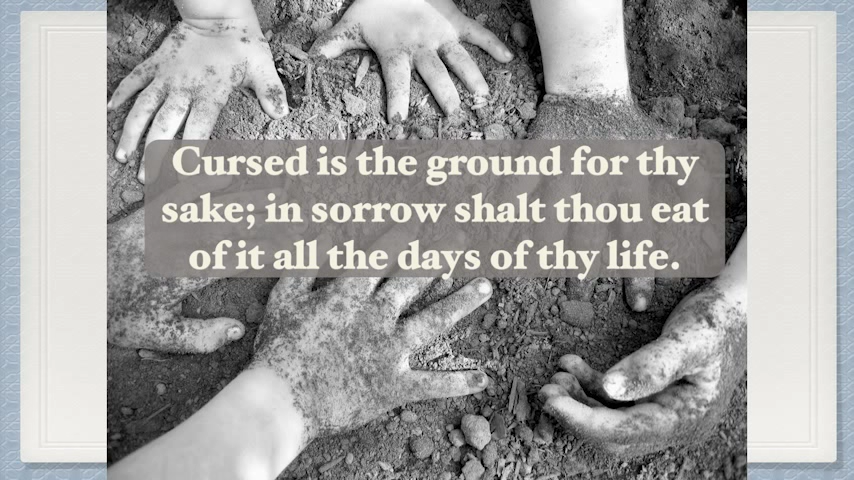 Cursed is the ground for thy
sake; in sorrow shalt thou eat
of it all the days of thy life.